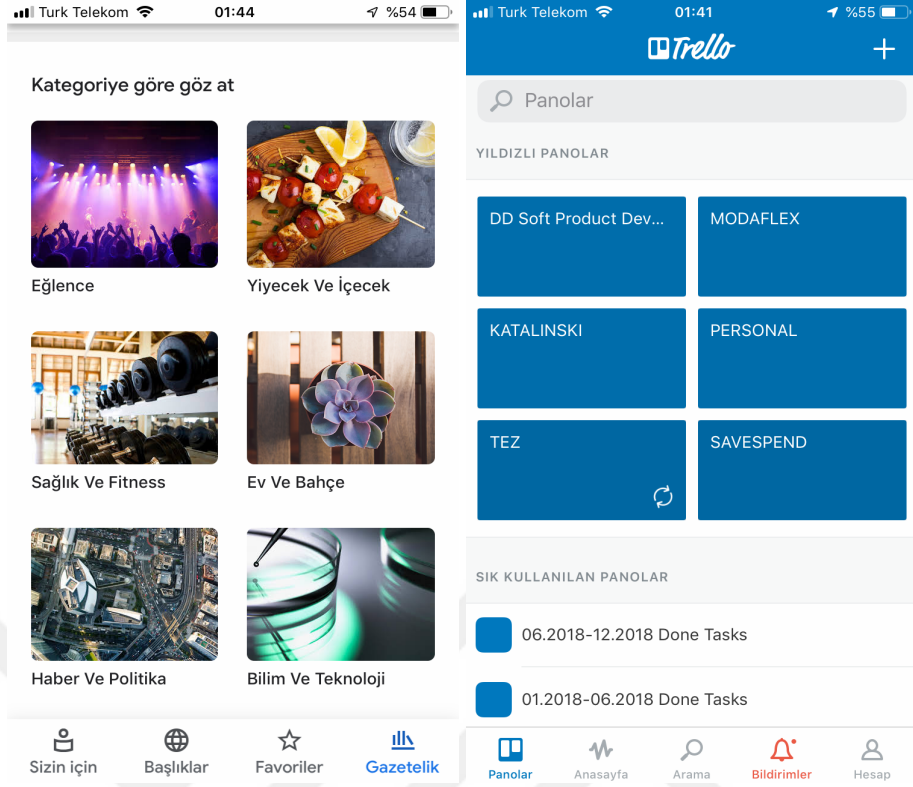 Turk Telekom 01:44 %54
Kategoriye göre göz at
Eğlence Yiyecek Ve İçecek
Sağlık Ve Fitness Ev Ve Bahçe
Haber Ve Politika Bilim Ve Teknoloji
Sizin için Başlıklar Favoriler Gazetelik
Turk Telekom 01:41 %55
Trello
Panolar
YILDIZLI PANOLAR
DD Soft Product Dev... MODAFLEX
KATALINSKI PERSONAL
TEZ SAVESPEND
SIK KULLANILAN PANOLAR
06.2018-12.2018 Done Tasks
01.2018-06.2018 Done Tasks
Panolar Anasayfa Arama Bildirimler Hesap